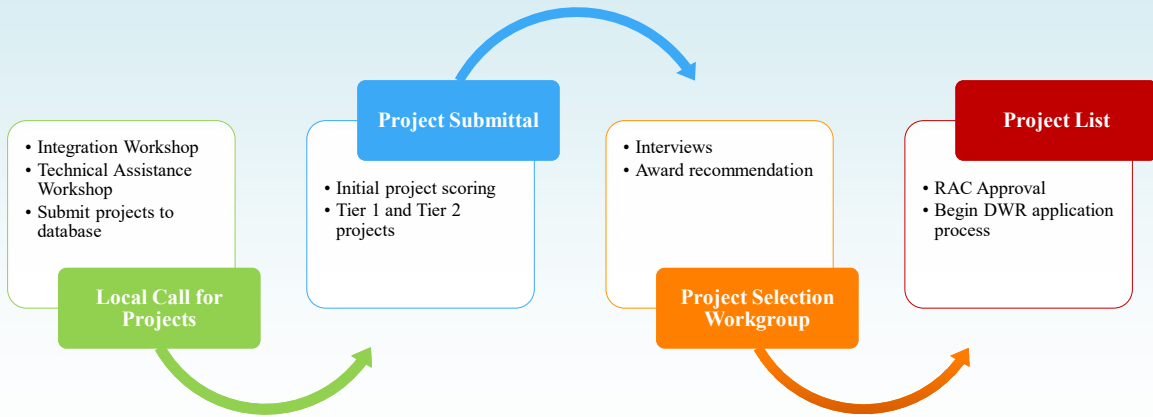 • Integration Workshop
• Technical Assistance
Workshop
• Submit projects to
database
Local Call for
Projects
Project Submittal
• Initial project scoring
• Tier 1 and Tier 2
projects
• Interviews
• Award recommendation
Project Selection
Workgroup
Project List
• RAC Approval
• Begin DWR application
process